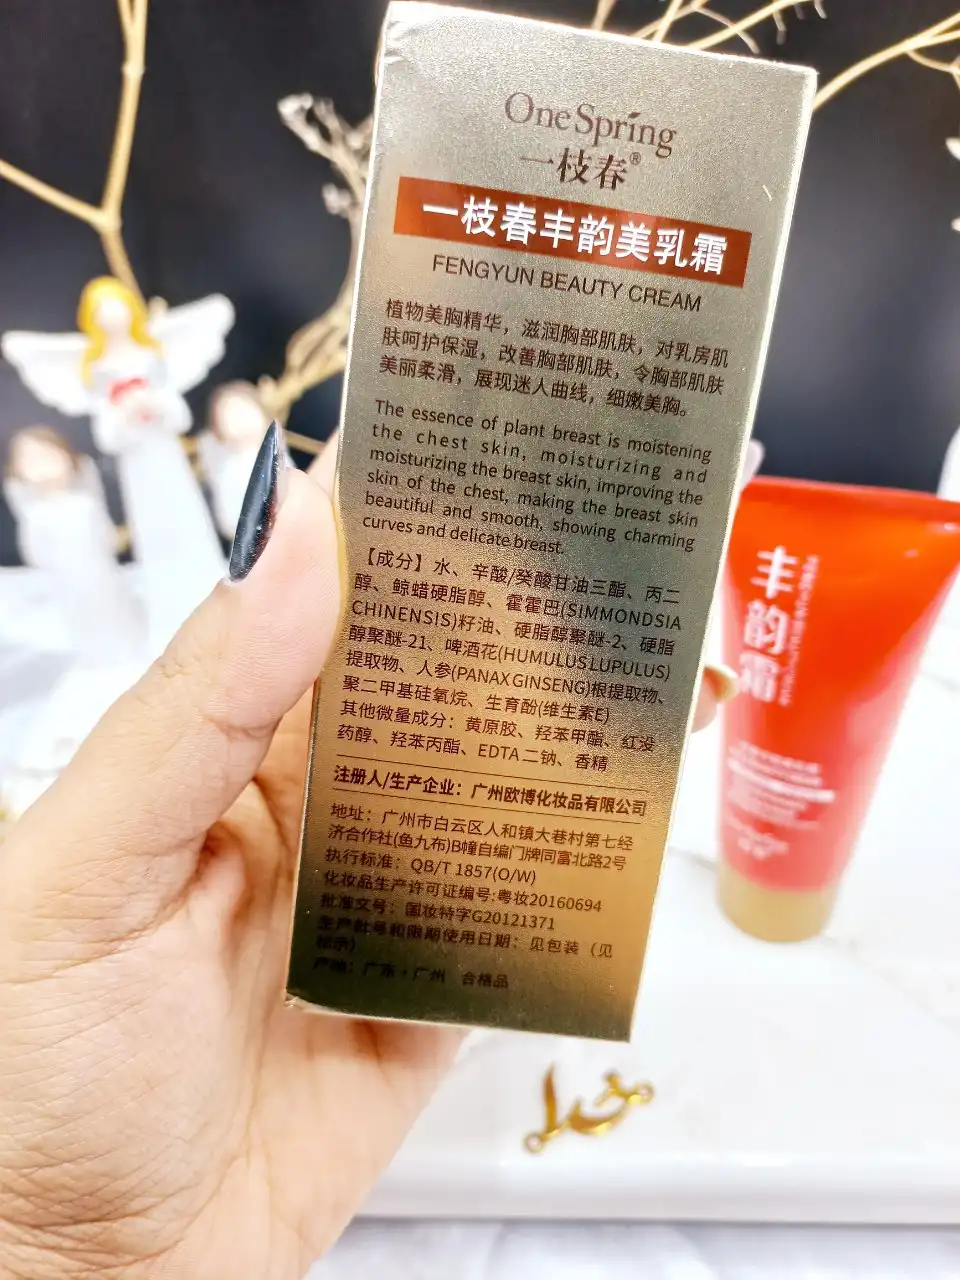 OneSpring
一枝春®
一枝春丰韵美乳霜
FENGYUN BEAUTY CREAM
植物美胸精华，滋润胸部肌肤，对乳房肌
肤呵护保湿，改善胸部肌肤，令胸部肌肤
美丽柔滑，展现迷人曲线，细嫩美胸。
The essence of plant breast is moistening
the chest skin, moisturizing and
moisturizing the breast skin, improving the
skin of the chest, making the breast skin
beautiful and smooth, showing charming
curves and delicate breast.
【成分】水、辛酸/癸酸甘油三酯、丙二
醇、鲸蜡硬脂醇、霍霍巴(SIMMONDSIA
CHINENSIS)籽油、硬脂醇聚醚-2、硬脂
醇聚醚-21、啤酒花(HUMULUS LUPULUS)
提取物、人参(PANAX GINSENG)根提取物、
聚二甲基硅氧烷、生育酚(维生素E)
其他微量成分：黄原胶、羟苯甲酯、红没
药醇、羟苯丙酯、EDTA二钠、香精
注册人/生产企业：广州欧博化妆品有限公司
地址：广州市白云区人和镇大巷村第七经
济合作社(鱼九布)B幢自编门牌同富北路2号
执行标准：QB/T 1857(O/W)
化妆品生产许可证编号:粤妆20160694
批准文号：国妆特字G20121371
生产批号和限期使用日期：见包装（见
标示）
产地：广东·广州 合格品
丰韵霜